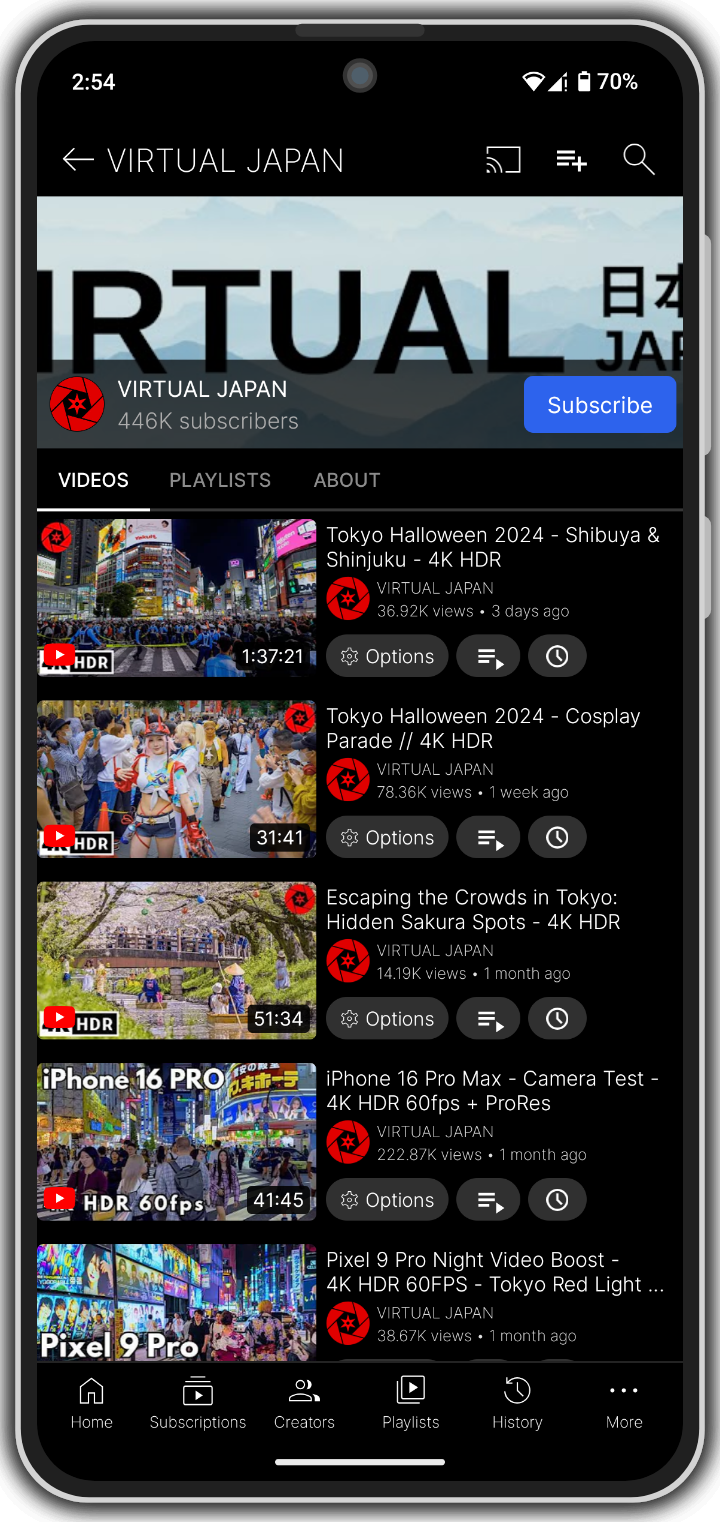 2:54
70%
VIRTUAL JAPAN
IRTUAL
日本
JAP
VIRTUAL JAPAN
446K subscribers
Subscribe
VIDEOS
PLAYLISTS
ABOUT
1:37:21
HDR
Tokyo Halloween 2024 - Shibuya &
Shinjuku - 4K HDR
VIRTUAL JAPAN
36.92K views • 3 days ago
Options
31:41
HDR
Tokyo Halloween 2024 - Cosplay
Parade // 4K HDR
VIRTUAL JAPAN
78.36K views • 1 week ago
Options
51:34
HDR
Escaping the Crowds in Tokyo:
Hidden Sakura Spots - 4K HDR
VIRTUAL JAPAN
14.19K views • 1 month ago
Options
iPhone 16 PRO
HDR 60fps
41:45
iPhone 16 Pro Max - Camera Test -
4K HDR 60fps + ProRes
VIRTUAL JAPAN
222.87K views • 1 month ago
Options
Pixel 9 Pro
Pixel 9 Pro Night Video Boost -
4K HDR 60FPS - Tokyo Red Light ...
VIRTUAL JAPAN
38.67K views • 1 month ago
Home
Subscriptions
Creators
Playlists
History
More